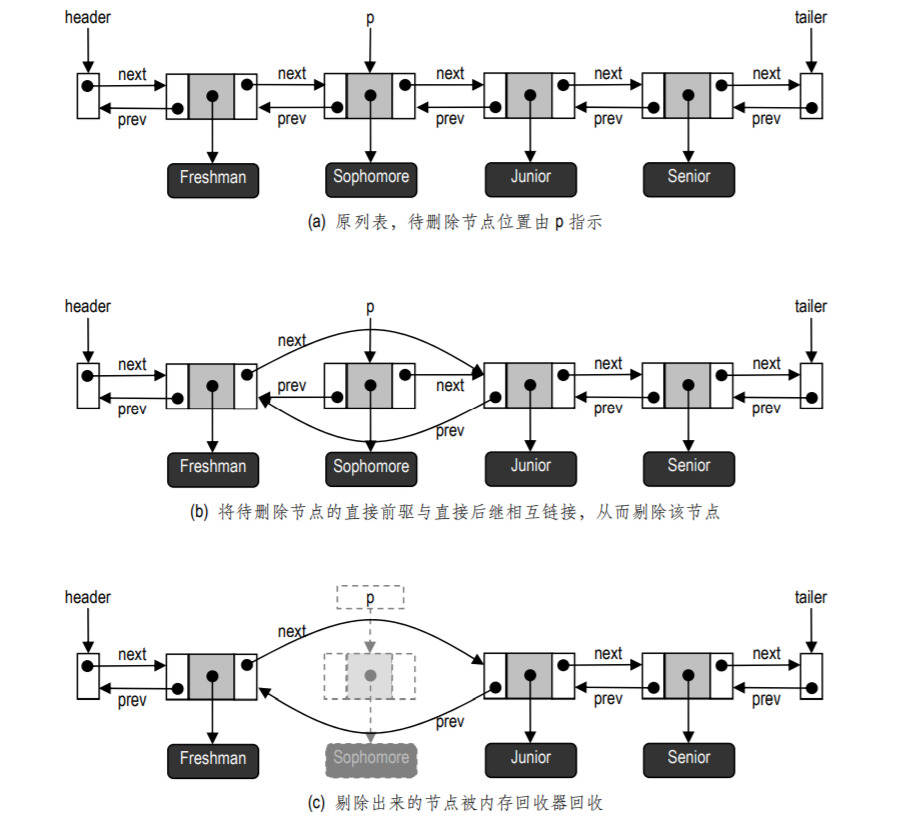 header p tailer
next next next next next
prev prev prev prev prev
Freshman Sophomore Junior Senior
(a) 原列表，待删除节点位置由 p 指示
header p tailer
next
next next next
prev next
prev prev prev
prev
Freshman Sophomore Junior Senior
(b) 将待删除节点的直接前驱与直接后继相互链接，从而剔除该节点
header p tailer
next
next next next
prev prev prev
prev
Freshman Sophomore Junior Senior
(c) 剔除出来的节点被内存回收器回收